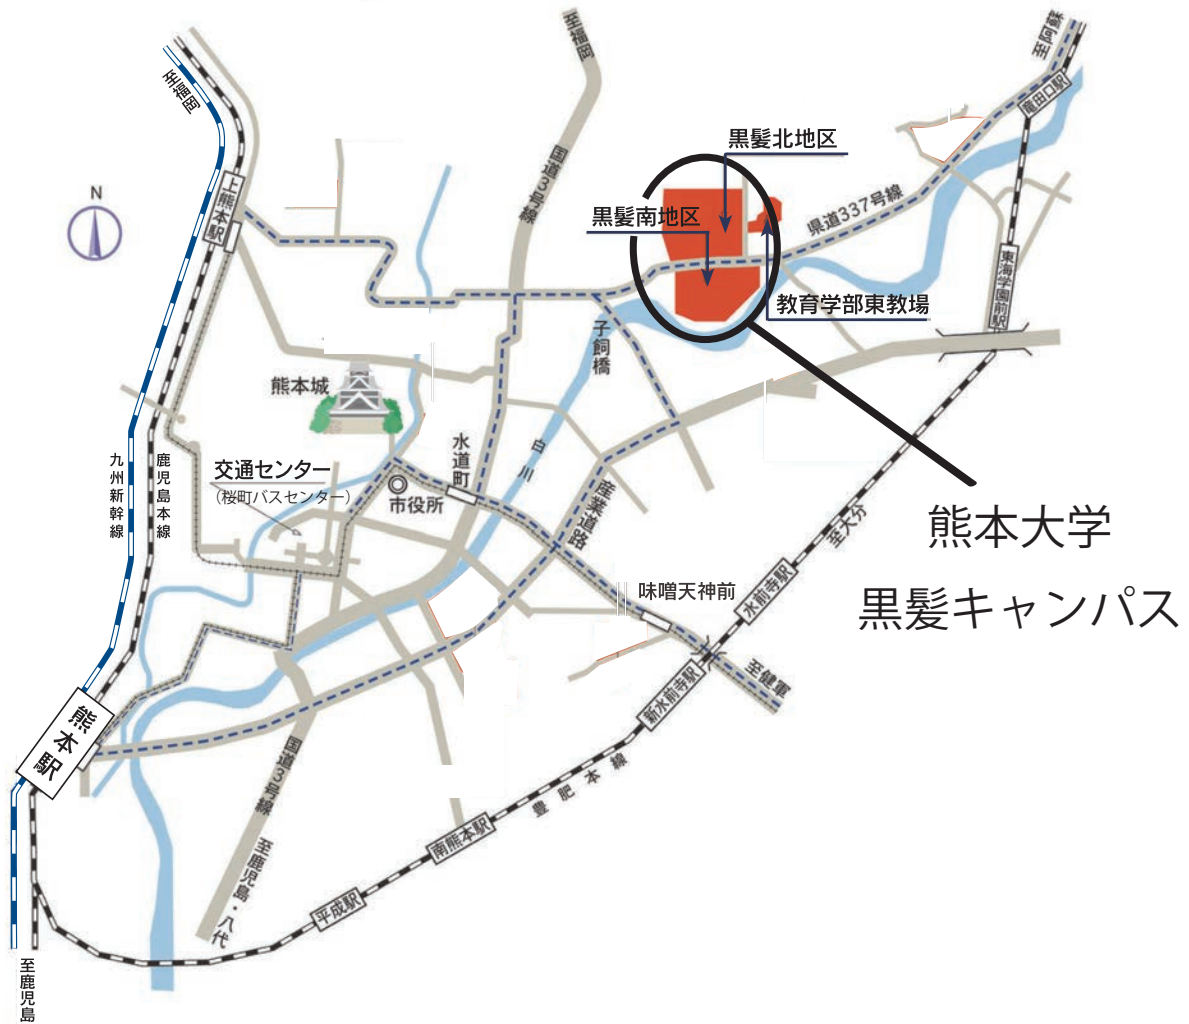 至福岡
至阿蘇
至福岡
竜田口駅
黒髪北地区
国道3号線
N
上熊本駅
黒髪南地区
県道337号線
東海学園前駅
教育学部東教場
子飼橋
熊本城
水道町
白川
九州新幹線
鹿児島本線
交通センター
(桜町バスセンター)
市役所
産業道路
至大分
熊本大学
黒髪キャンパス
味噌天神前
水前寺駅
至健軍
新水前寺駅
熊本駅
国道3号線
豊肥本線
南熊本駅
至鹿児島・八代
平成駅
至鹿児島